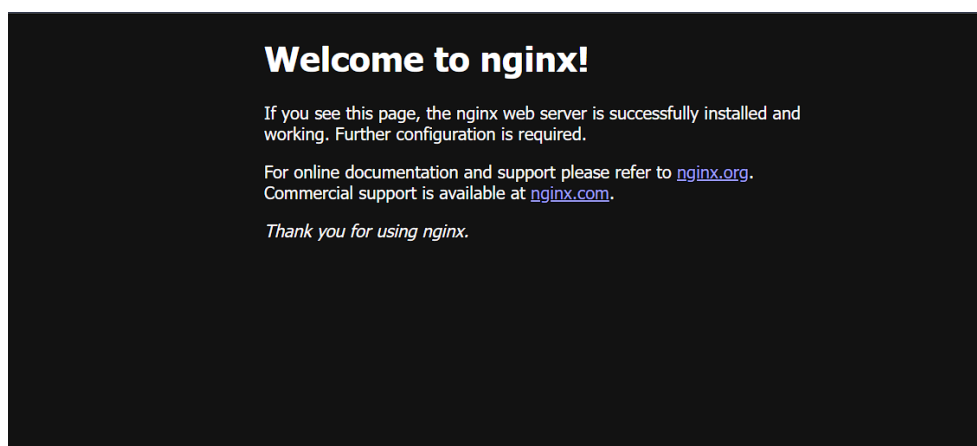 Welcome to nginx!
If you see this page, the nginx web server is successfully installed and
working. Further configuration is required.
For online documentation and support please refer to nginx.org.
Commercial support is available at nginx.com.
Thank you for using nginx.